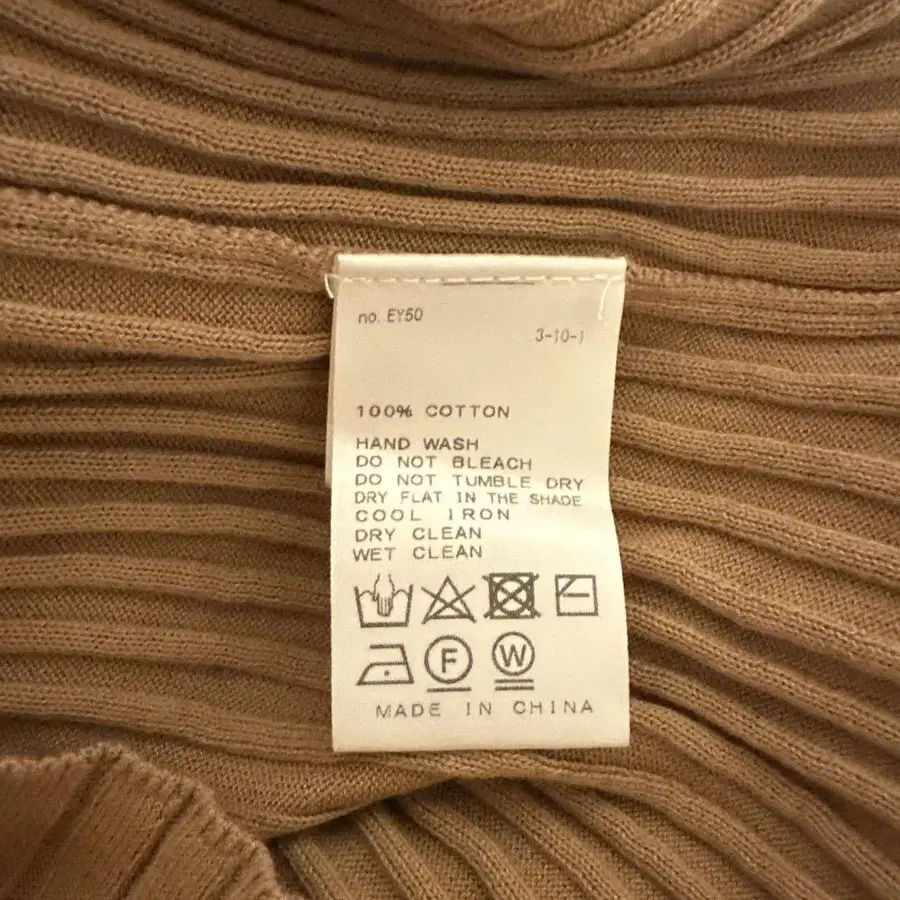 no. EY50
3-10-1
100% COTTON
HAND WASH
DO NOT BLEACH
DO NOT TUMBLE DRY
DRY FLAT IN THE SHADE
COOL IRON
DRY CLEAN
WET CLEAN
F W
MADE IN CHINA